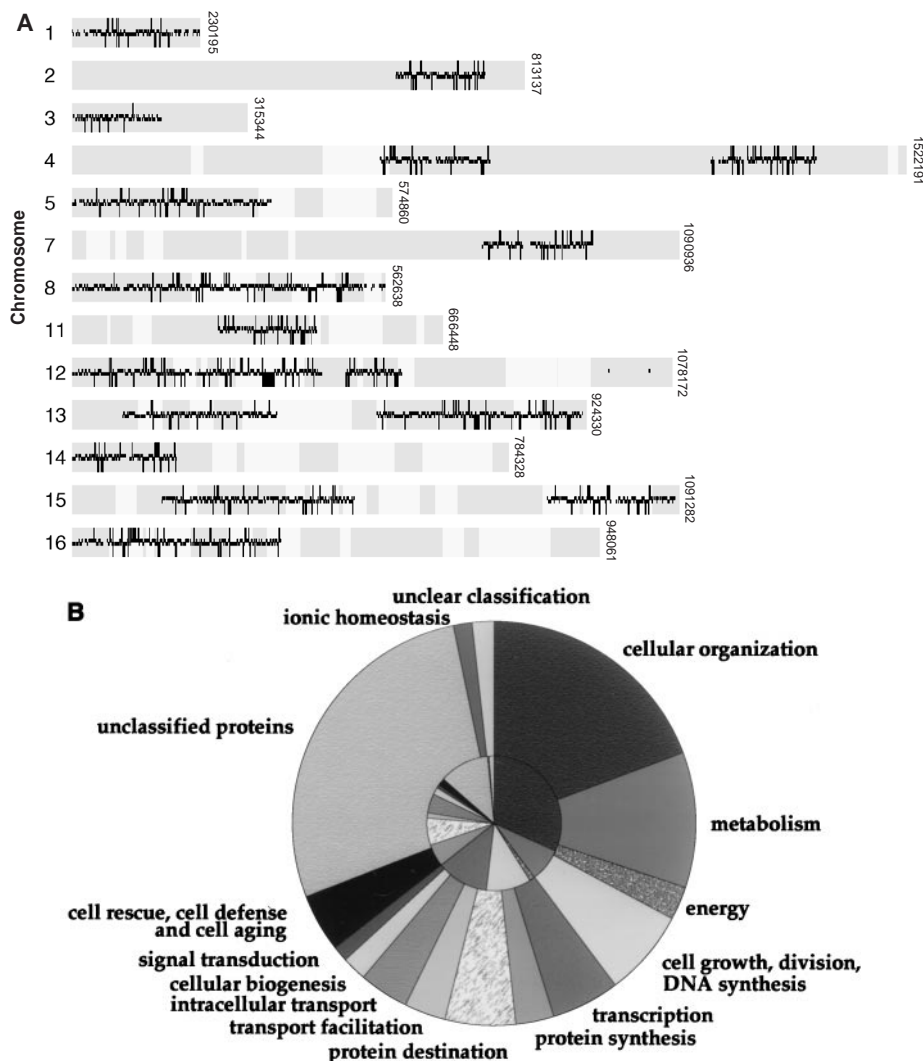 A
Chromosome
1
230195
2
813137
3
315344
4
1522191
5
574860
7
1090936
8
562638
11
666448
12
1078172
13
924330
14
784328
15
1091282
16
948061
B
unclear classification
ionic homeostasis
cellular organization
unclassified proteins
metabolism
energy
cell rescue, cell defense
and cell aging
cell growth, division,
DNA synthesis
signal transduction
cellular biogenesis
intracellular transport
transcription
transport facilitation
protein synthesis
protein destination